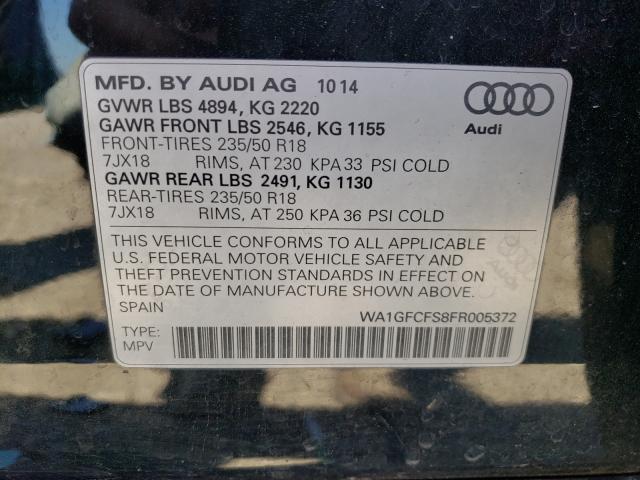 MFD. BY AUDI AG 10 14
GVWR LBS 4894, KG 2220
GAWR FRONT LBS 2546, KG 1155
FRONT-TIRES 235/50 R18
7JX18 RIMS, AT 230 KPA 33 PSI COLD
GAWR REAR LBS 2491, KG 1130
REAR-TIRES 235/50 R18
7JX18 RIMS, AT 250 KPA 36 PSI COLD
Audi
THIS VEHICLE CONFORMS TO ALL APPLICABLE
U.S. FEDERAL MOTOR VEHICLE SAFETY AND
THEFT PREVENTION STANDARDS IN EFFECT ON
THE DATE OF MANUFACTURE SHOWN ABOVE.
Audi
SPAIN
WA1GFCFS8FR005372
TYPE:
MPV